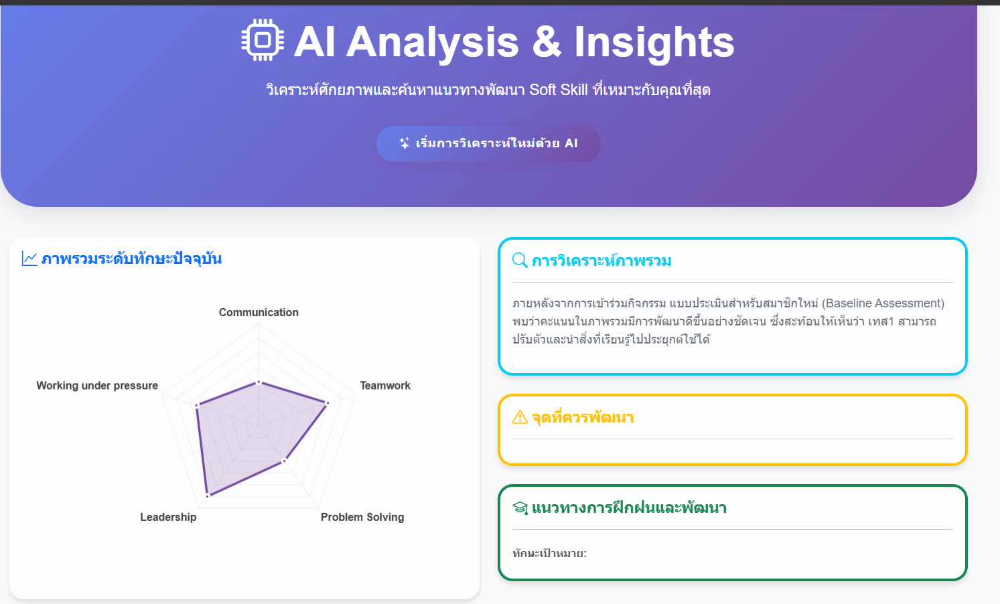 AI Analysis & Insights
วิเคราะห์ศักยภาพและค้นหาแนวทางพัฒนา Soft Skill ที่เหมาะกับคุณที่สุด
เริ่มการวิเคราะห์ใหม่ด้วย AI
ภาพรวมระดับทักษะปัจจุบัน
Communication
Working under pressure
Teamwork
Leadership
Problem Solving
การวิเคราะห์ภาพรวม
ภายหลังจากการเข้าร่วมกิจกรรม แบบประเมินสำหรับสมาชิกใหม่ (Baseline Assessment)
พบว่าคะแนนในภาพรวมมีการพัฒนาดีขึ้นอย่างชัดเจน ซึ่งสะท้อนให้เห็นว่า เทส1 สามารถ
ปรับตัวและนำสิ่งที่เรียนรู้ไปประยุกต์ใช้ได้
จุดที่ควรพัฒนา
แนวทางการฝึกฝนและพัฒนา
ทักษะเป้าหมาย: